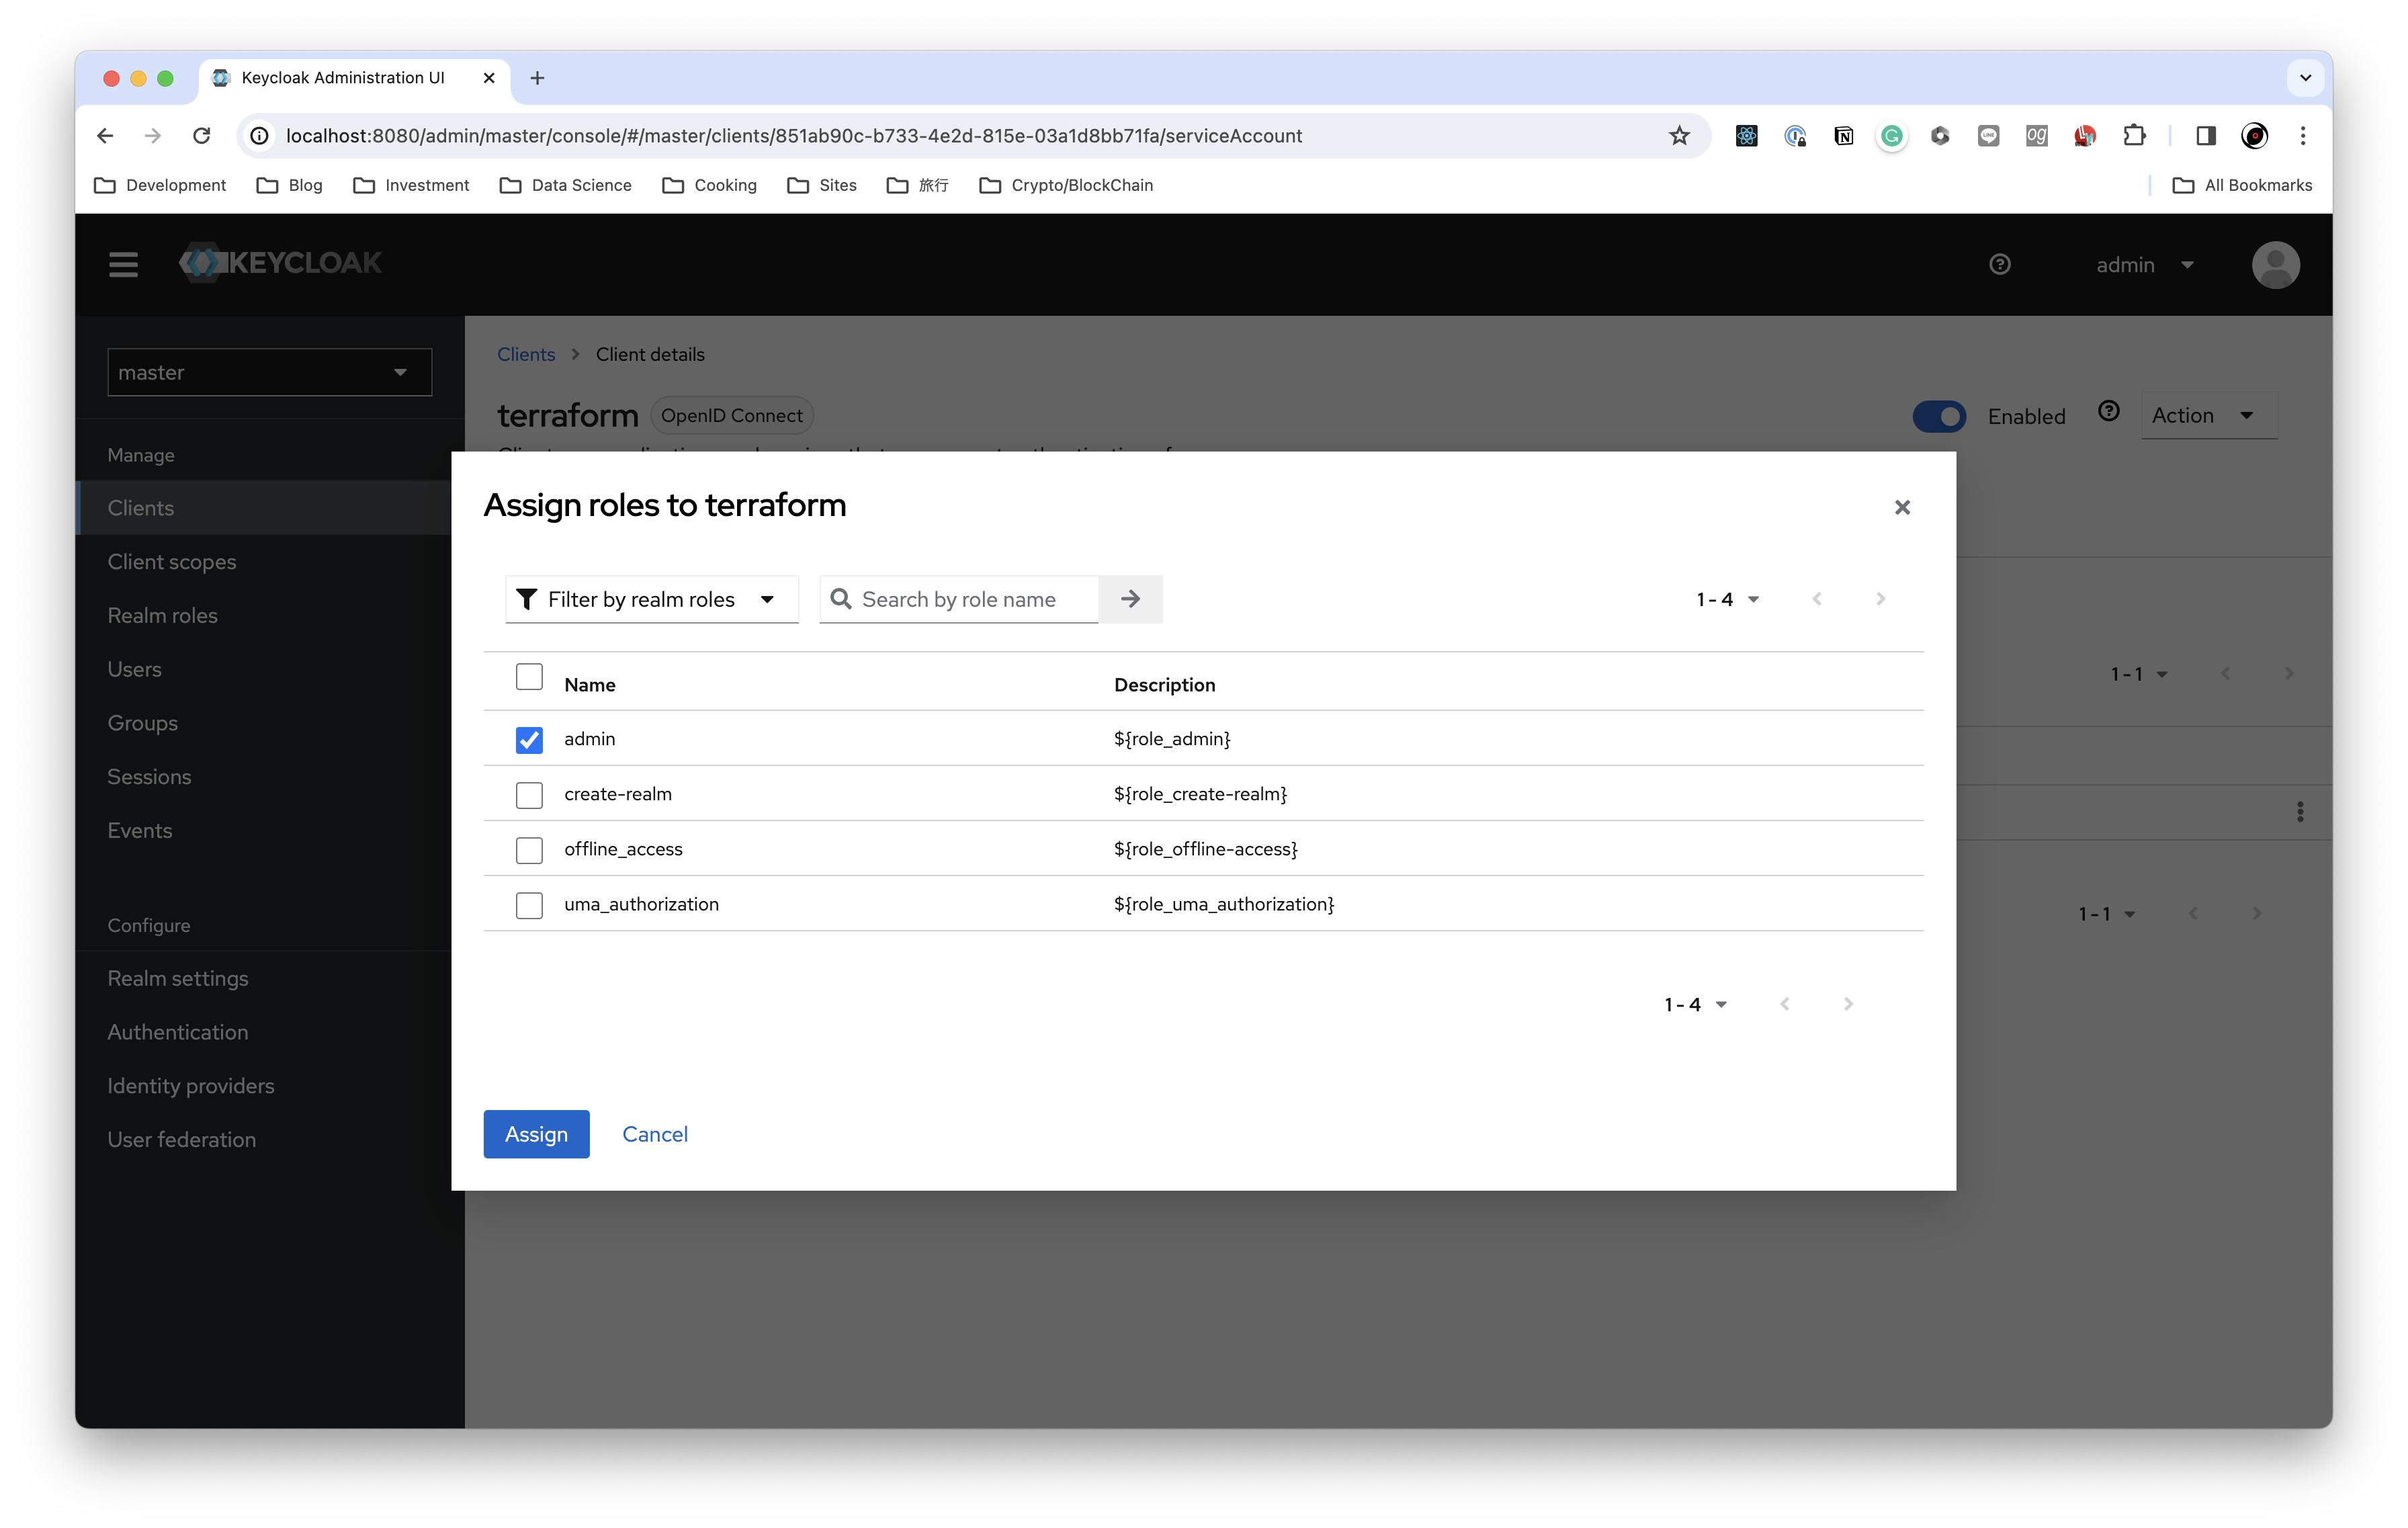 Keycloak Administration UI
localhost:8080/admin/master/console/#/master/clients/851ab90c-b733-4e2d-815e-03a1d8bb71fa/serviceAccount
Development Blog Investment Data Science Cooking Sites 旅行 Crypto/BlockChain All Bookmarks
KEYCLOAK admin
master
Manage
Clients
Client scopes
Realm roles
Users
Groups
Sessions
Events
Configure
Realm settings
Authentication
Identity providers
User federation
Clients > Client details
terraform OpenID Connect Enabled Action
Assign roles to terraform
Filter by realm roles Search by role name 1 - 4
Name Description
admin ${role_admin}
create-realm ${role_create-realm}
offline_access ${role_offline-access}
uma_authorization ${role_uma_authorization}
1 - 4
Assign Cancel
1 - 1
1 - 1